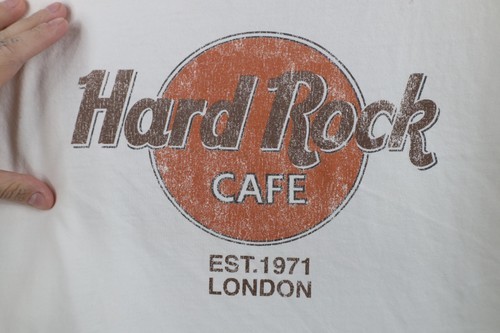 Hard Rock
CAFE
EST.1971
LONDON